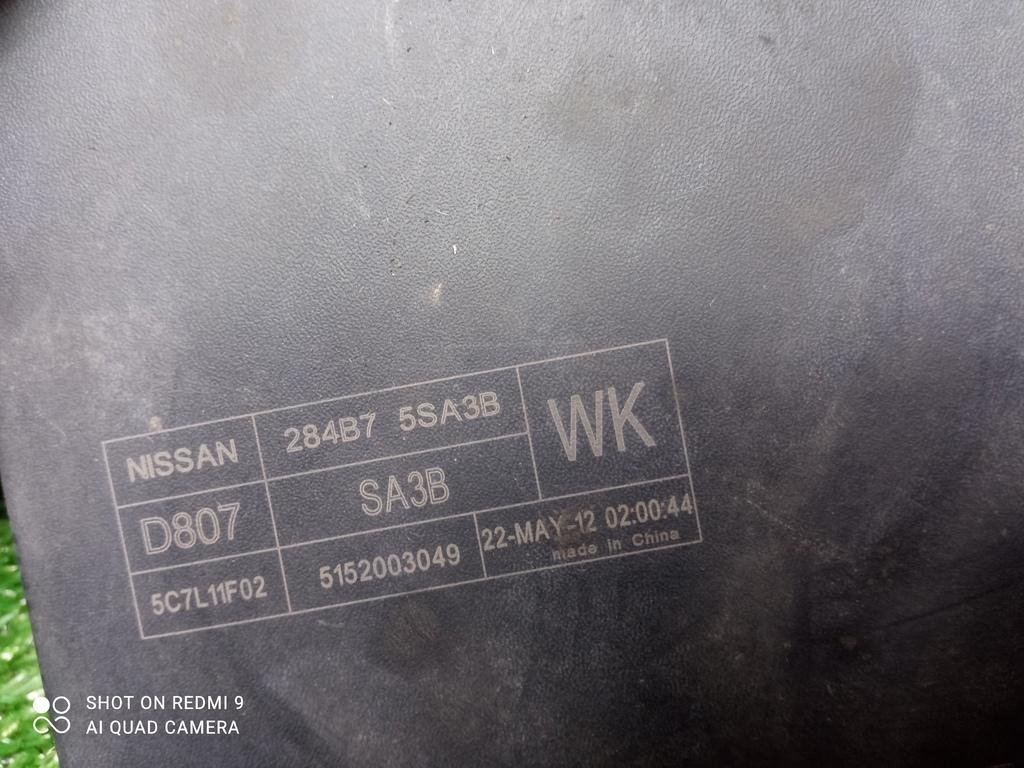 NISSAN 284B7 5SA3B WK
D807 SA3B
5C7L11F02 5152003049 22-MAY-12 02:00:44
made in China
SHOT ON REDMI 9
AI QUAD CAMERA